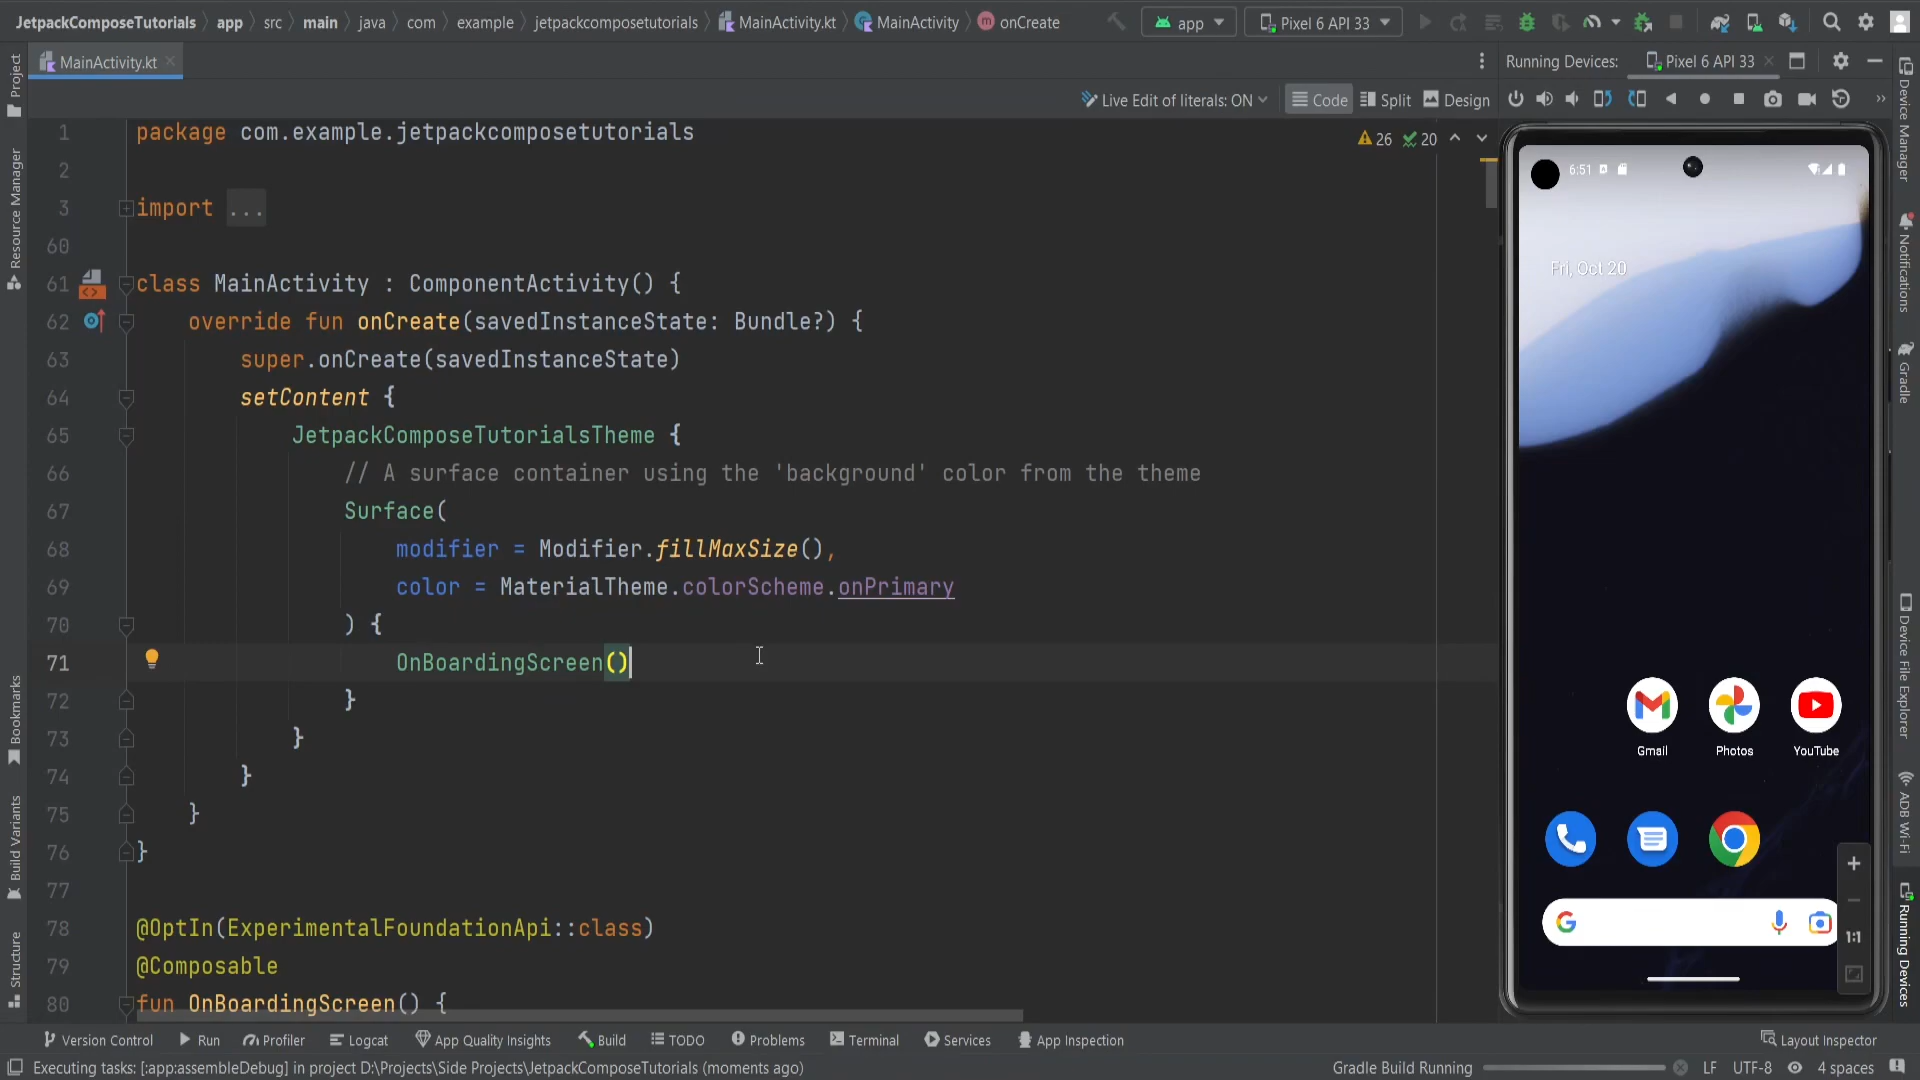 JetpackComposeTutorials app src main java com example jetpackcomposetutorials MainActivity.kt MainActivity onCreate app Pixel 6 API 33
MainActivity.kt
Running Devices: Pixel 6 API 33
Live Edit of literals: ON Code Split Design
26 20
1 package com.example.jetpackcomposetutorials
2
3 import ...
60
61 class MainActivity : ComponentActivity() {
62 override fun onCreate(savedInstanceState: Bundle?) {
63 super.onCreate(savedInstanceState)
64 setContent {
65 JetpackComposeTutorialsTheme {
66 // A surface container using the 'background' color from the theme
67 Surface(
68 modifier = Modifier.fillMaxSize(),
69 color = MaterialTheme.colorScheme.onPrimary
70 ) {
71 OnBoardingScreen()
72 }
73 }
74 }
75 }
76 }
77
78 @OptIn(ExperimentalFoundationApi::class)
79 @Composable
80 fun OnBoardingScreen() {
Project
Resource Manager
Bookmarks
Build Variants
Structure
6:51
Fri, Oct 20
Gmail Photos YouTube
1:1
Device Manager
Notifications
Gradle
Device File Explorer
ADB Wi-Fi
Running Devices
Version Control Run Profiler Logcat App Quality Insights Build TODO Problems Terminal Services App Inspection Layout Inspector
Executing tasks: [:app:assembleDebug] in project D:\Projects\Side Projects\JetpackComposeTutorials (moments ago) Gradle Build Running LF UTF-8 4 spaces